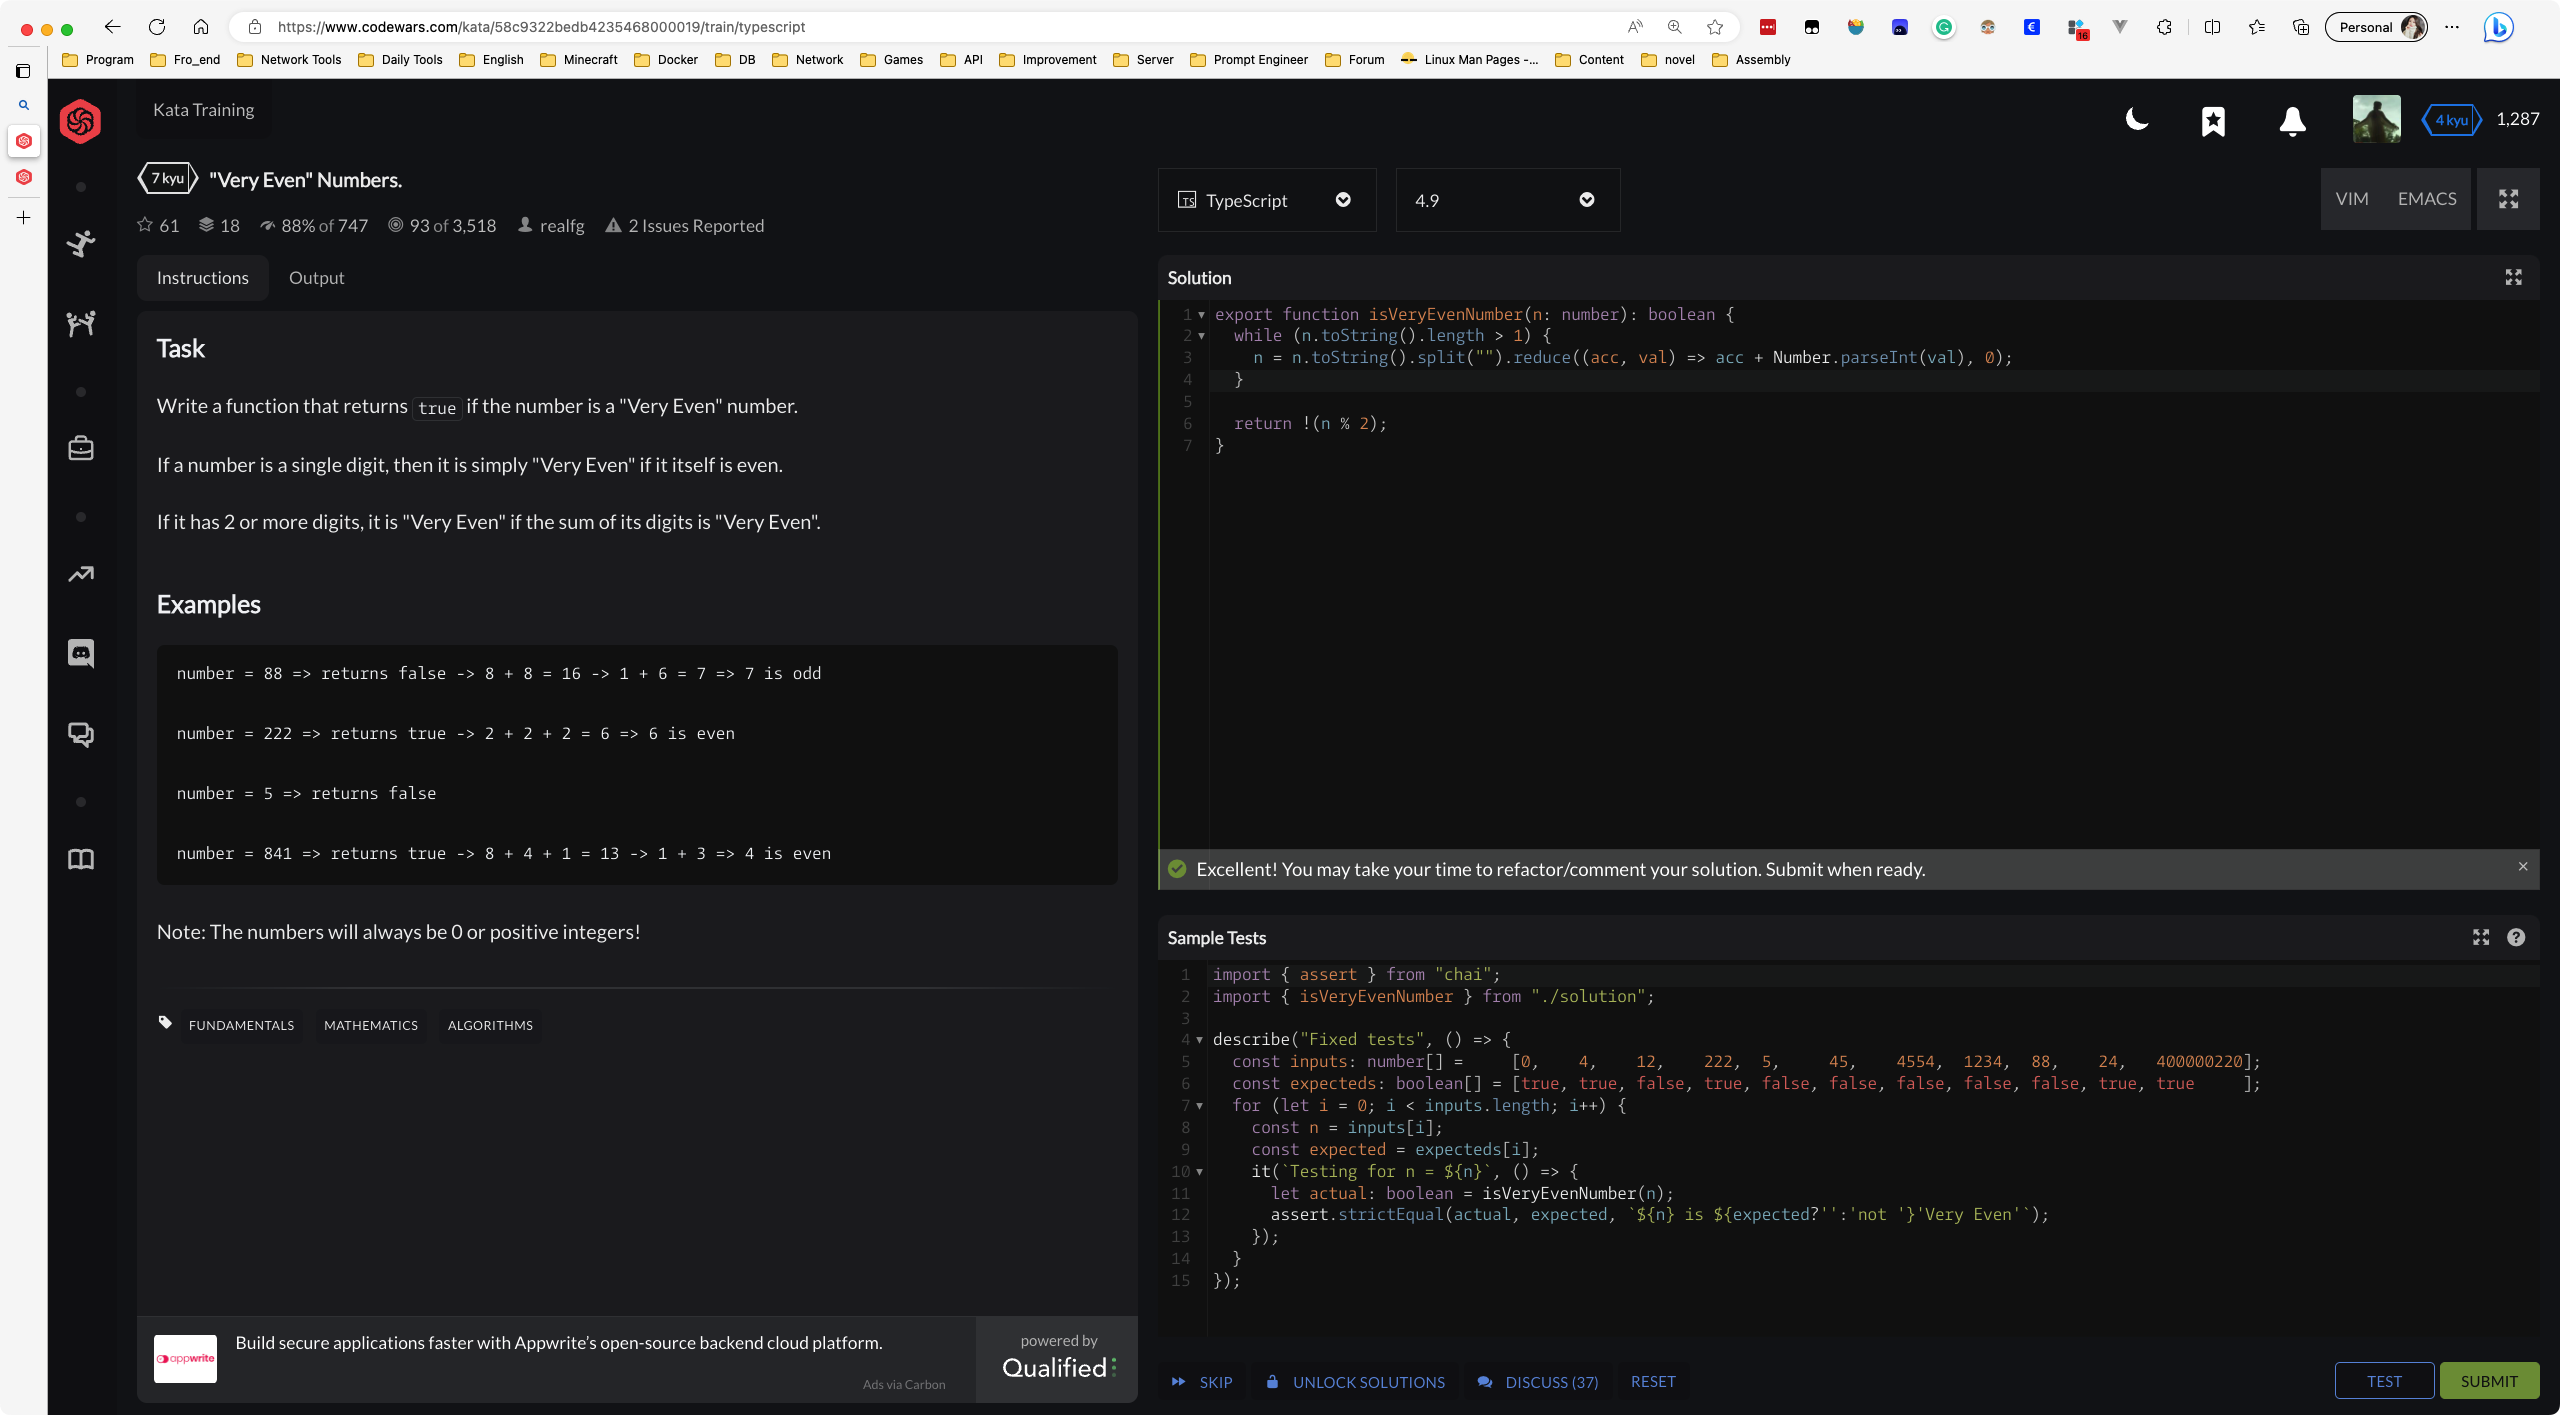 https://www.codewars.com/kata/58c9322bedb4235468000019/train/typescript
Personal
16
Program Fro_end Network Tools Daily Tools English Minecraft Docker DB Network Games API Improvement Server Prompt Engineer Forum Linux Man Pages -... Content novel Assembly
Kata Training
4 kyu 1,287
7 kyu "Very Even" Numbers.
61 18 88% of 747 93 of 3,518 realfg 2 Issues Reported
Instructions Output
Task
Write a function that returns true if the number is a "Very Even" number.
If a number is a single digit, then it is simply "Very Even" if it itself is even.
If it has 2 or more digits, it is "Very Even" if the sum of its digits is "Very Even".
Examples
number = 88 => returns false -> 8 + 8 = 16 -> 1 + 6 = 7 => 7 is odd
number = 222 => returns true -> 2 + 2 + 2 = 6 => 6 is even
number = 5 => returns false
number = 841 => returns true -> 8 + 4 + 1 = 13 -> 1 + 3 => 4 is even
Note: The numbers will always be 0 or positive integers!
FUNDAMENTALS MATHEMATICS ALGORITHMS
appwrite
Build secure applications faster with Appwrite's open-source backend cloud platform.
Ads via Carbon
powered by
Qualified
TypeScript 4.9 VIM EMACS
Solution
1 export function isVeryEvenNumber(n: number): boolean {
2 while (n.toString().length > 1) {
3 n = n.toString().split("").reduce((acc, val) => acc + Number.parseInt(val), 0);
4 }
5
6 return !(n % 2);
7 }
Excellent! You may take your time to refactor/comment your solution. Submit when ready.
Sample Tests
1 import { assert } from "chai";
2 import { isVeryEvenNumber } from "./solution";
3
4 describe("Fixed tests", () => {
5 const inputs: number[] = [0, 4, 12, 222, 5, 45, 4554, 1234, 88, 24, 400000220];
6 const expecteds: boolean[] = [true, true, false, true, false, false, false, false, false, true, true ];
7 for (let i = 0; i < inputs.length; i++) {
8 const n = inputs[i];
9 const expected = expecteds[i];
10 it(`Testing for n = ${n}`, () => {
11 let actual: boolean = isVeryEvenNumber(n);
12 assert.strictEqual(actual, expected, `${n} is ${expected?'':'not '}'Very Even'`);
13 });
14 }
15 });
SKIP UNLOCK SOLUTIONS DISCUSS (37) RESET TEST SUBMIT